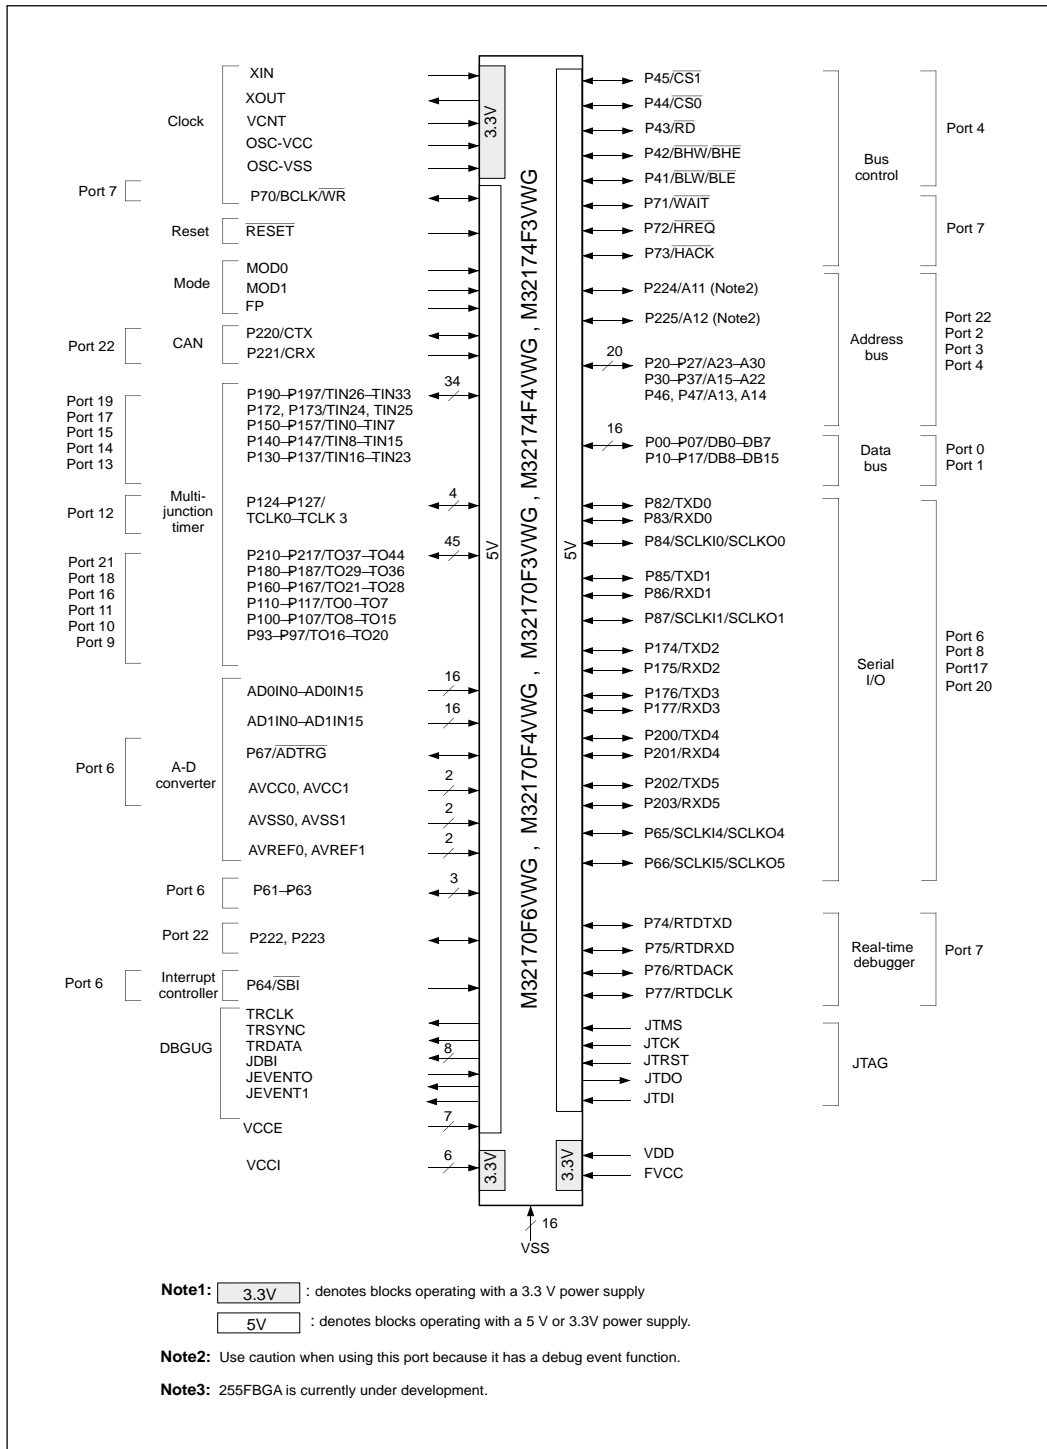 XIN
XOUT
Clock
VCNT
OSC-VCC
OSC-VSS
Port 7
P70/BCLK/WR
Reset
RESET
Mode
MOD0
MOD1
FP
Port 22
CAN
P220/CTX
P221/CRX
34
Port 19
Port 17
Port 15
Port 14
Port 13
P190–P197/TIN26–TIN33
P172, P173/TIN24, TIN25
P150–P157/TIN0–TIN7
P140–P147/TIN8–TIN15
P130–P137/TIN16–TIN23
Port 12
Multi-
junction
timer
P124–P127/
TCLK0–TCLK 3
4
45
Port 21
Port 18
Port 16
Port 11
Port 10
Port 9
P210–P217/TO37–TO44
P180–P187/TO29–TO36
P160–P167/TO21–TO28
P110–P117/TO0–TO7
P100–P107/TO8–TO15
P93–P97/TO16–TO20
AD0IN0–AD0IN15
16
AD1IN0–AD1IN15
16
Port 6
A-D
converter
P67/ADTRG
AVCC0, AVCC1
2
AVSS0, AVSS1
2
AVREF0, AVREF1
2
Port 6
P61–P63
3
Port 22
P222, P223
Port 6
Interrupt
controller
P64/SBI
DBGUG
TRCLK
TRSYNC
TRDATA
JDBI
JEVENTO
JEVENT1
8
VCCE
7
VCCI
6
3.3V
5V
3.3V
M32170F6VWG , M32170F4VWG , M32170F3VWG , M32174F4VWG , M32174F3VWG
5V
3.3V
P45/CS1
P44/CS0
P43/RD
P42/BHW/BHE
P41/BLW/BLE
P71/WAIT
P72/HREQ
P73/HACK
Bus
control
Port 4
Port 7
P224/A11 (Note2)
P225/A12 (Note2)
20
P20–P27/A23–A30
P30–P37/A15–A22
P46, P47/A13, A14
Address
bus
Port 22
Port 2
Port 3
Port 4
16
P00–P07/DB0–DB7
P10–P17/DB8–DB15
Data
bus
Port 0
Port 1
P82/TXD0
P83/RXD0
P84/SCLKI0/SCLKO0
P85/TXD1
P86/RXD1
P87/SCLKI1/SCLKO1
P174/TXD2
P175/RXD2
P176/TXD3
P177/RXD3
P200/TXD4
P201/RXD4
P202/TXD5
P203/RXD5
P65/SCLKI4/SCLKO4
P66/SCLKI5/SCLKO5
Serial
I/O
Port 6
Port 8
Port17
Port 20
P74/RTDTXD
P75/RTDRXD
P76/RTDACK
P77/RTDCLK
Real-time
debugger
Port 7
JTMS
JTCK
JTRST
JTDO
JTDI
JTAG
VDD
FVCC
16
VSS
Note1: 3.3V : denotes blocks operating with a 3.3 V power supply
5V : denotes blocks operating with a 5 V or 3.3V power supply.
Note2: Use caution when using this port because it has a debug event function.
Note3: 255FBGA is currently under development.